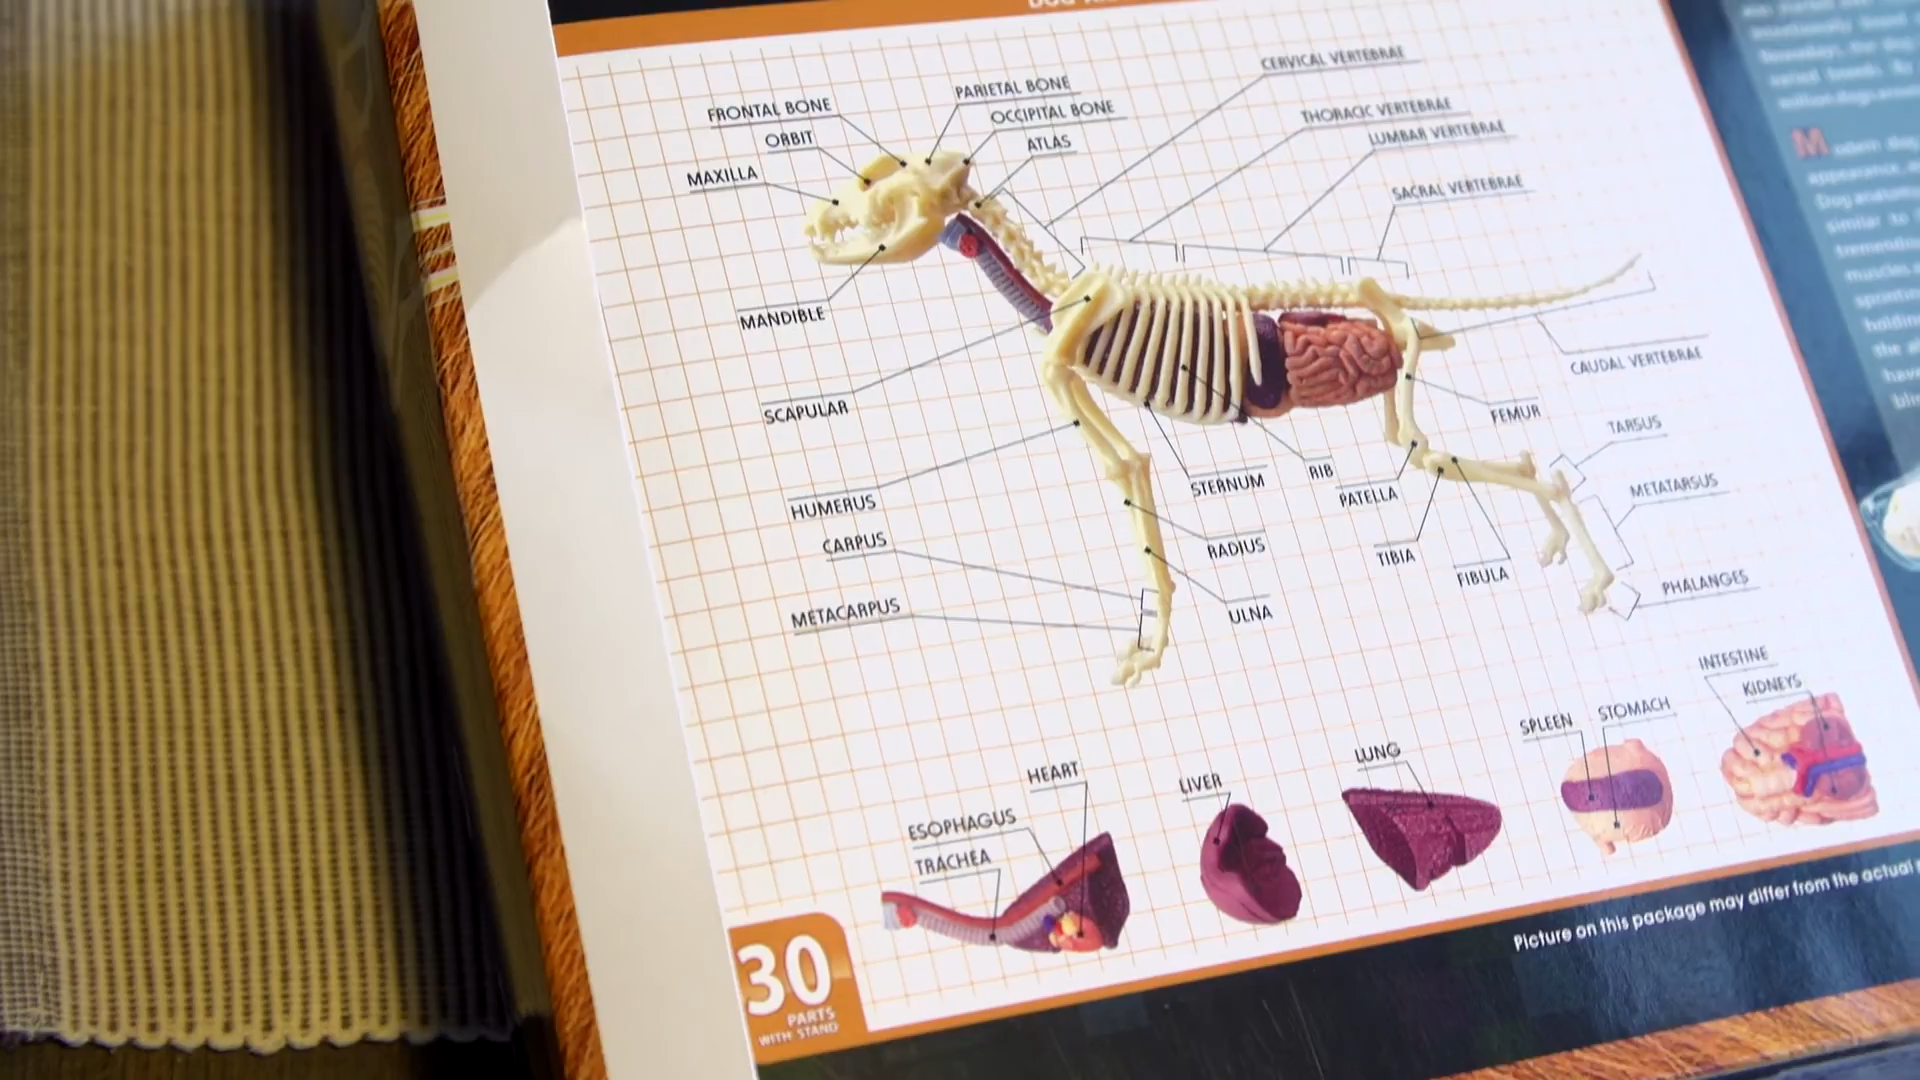 CERVICAL VERTEBRAE
PARIETAL BONE
FRONTAL BONE
OCCIPITAL BONE
THORACIC VERTEBRAE
ORBIT
ATLAS
LUMBAR VERTEBRAE
MAXILLA
SACRAL VERTEBRAE
MANDIBLE
CAUDAL VERTEBRAE
SCAPULAR
FEMUR
TARSUS
STERNUM
RIB
PATELLA
METATARSUS
HUMERUS
CARPUS
RADIUS
TIBIA
FIBULA
PHALANGES
METACARPUS
ULNA
INTESTINE
KIDNEYS
SPLEEN
STOMACH
LUNG
HEART
LIVER
ESOPHAGUS
TRACHEA
30
PARTS
WITH STAND
Picture on this package may differ from the actual